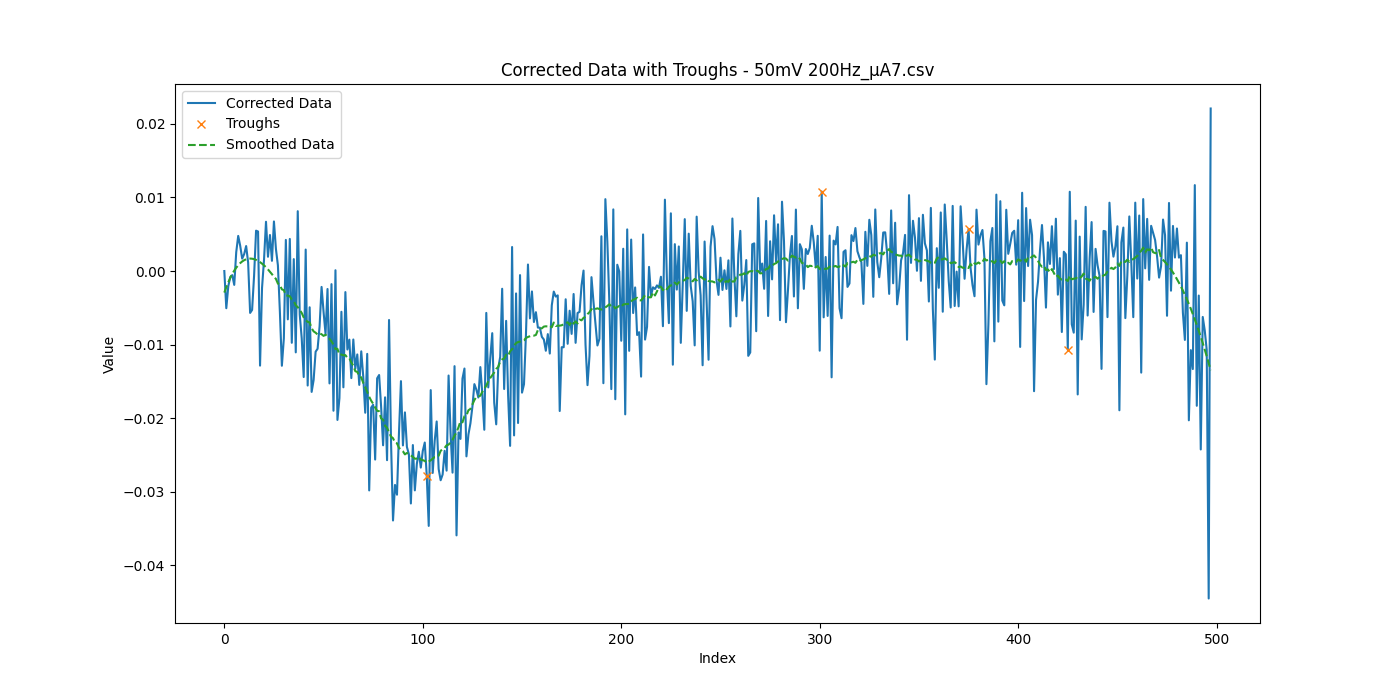 Corrected Data with Troughs - 50mV 200Hz_µA7.csv
Corrected Data
Troughs
Smoothed Data
0.02
0.01
0.00
−0.01
−0.02
−0.03
−0.04
Value
0 100 200 300 400 500
Index